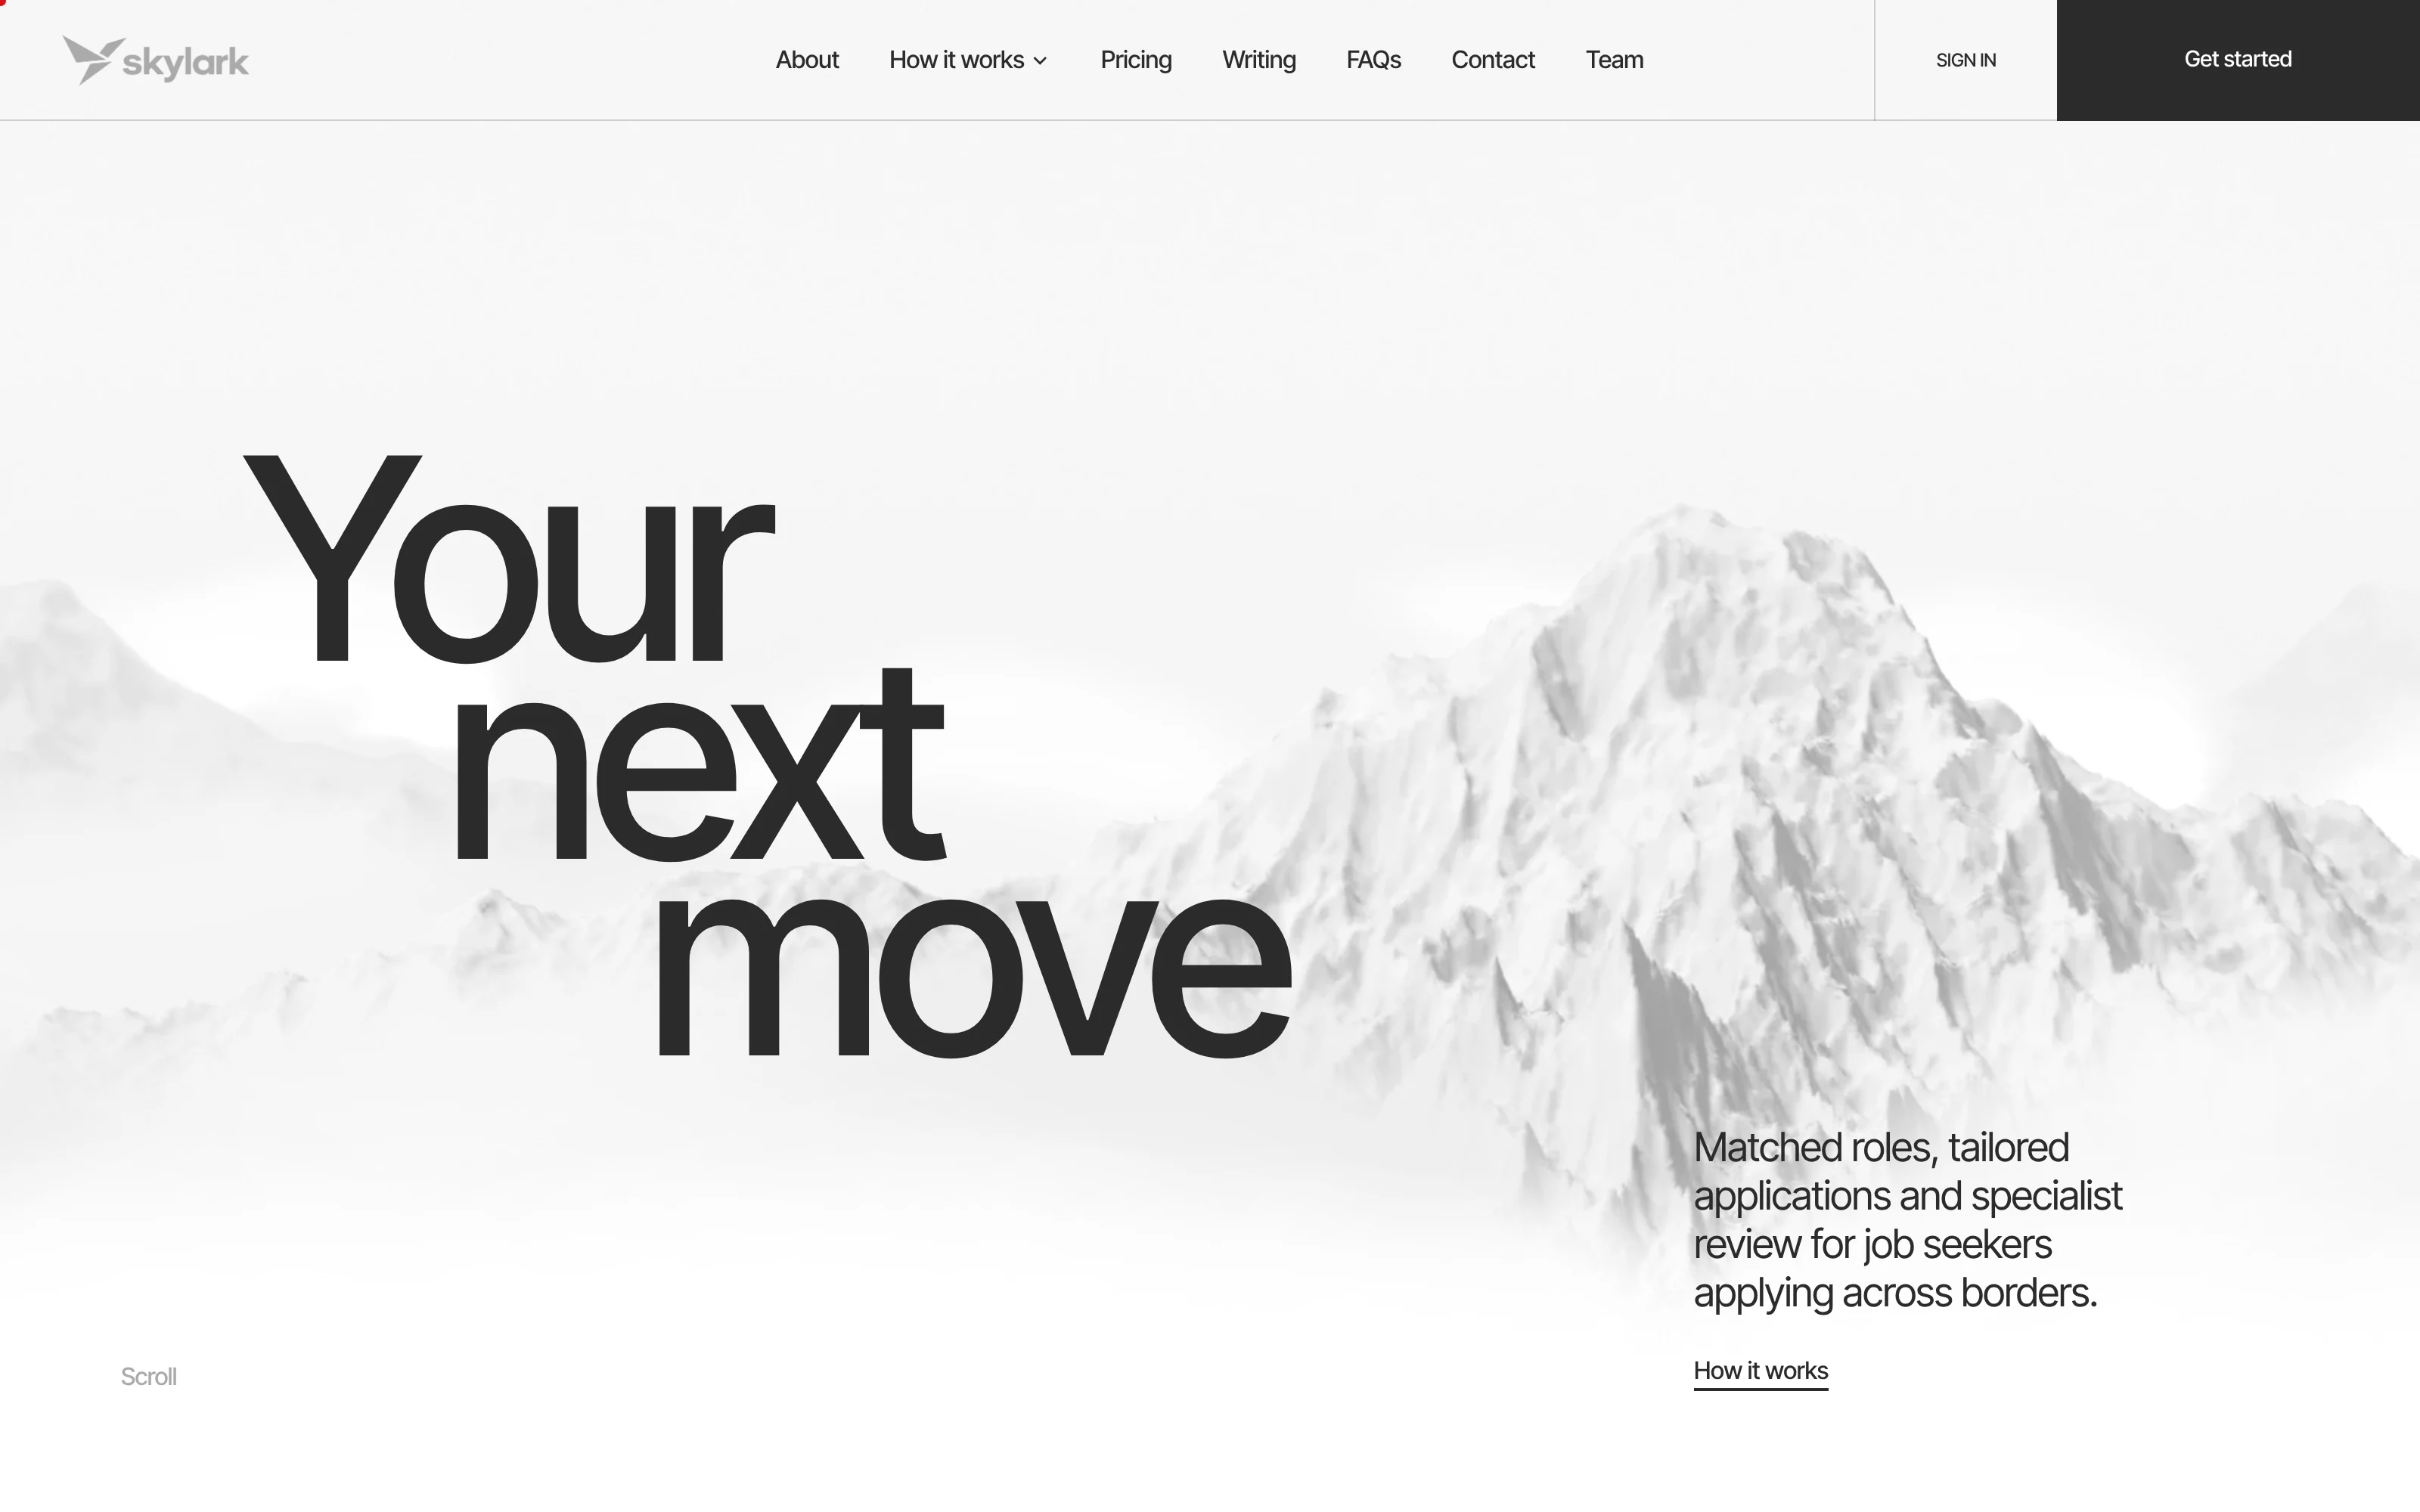 skylark
About
How it works
Pricing
Writing
FAQs
Contact
Team
SIGN IN
Get started
Your
next
move
Matched roles, tailored
applications and specialist
review for job seekers
applying across borders.
How it works
Scroll